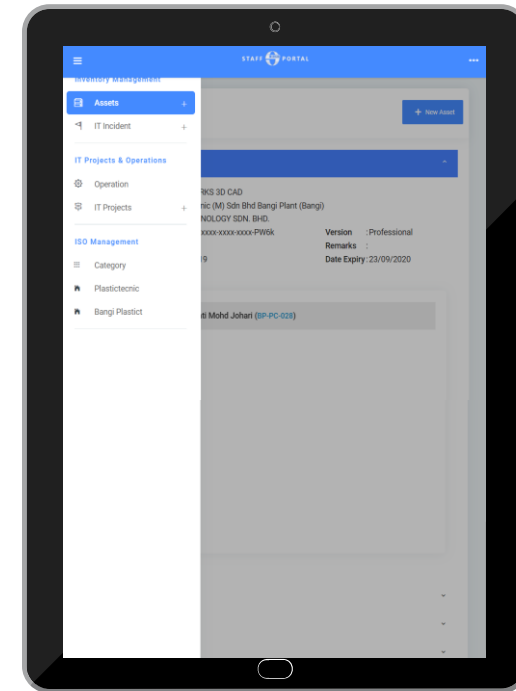 STAFF PORTAL
Inventory Management
Assets +
IT Incident +
IT Projects & Operations
Operation
IT Projects +
ISO Management
Category
Plastictecnic
Bangi Plastict
+ New Asset
RKS 3D CAD
nic (M) Sdn Bhd Bangi Plant (Bangi)
NOLOGY SDN. BHD.
xxxx-xxxx-xxxx-PW6k Version : Professional
Remarks :
19 Date Expiry : 23/09/2020
ti Mohd Johari (BP-PC-028)